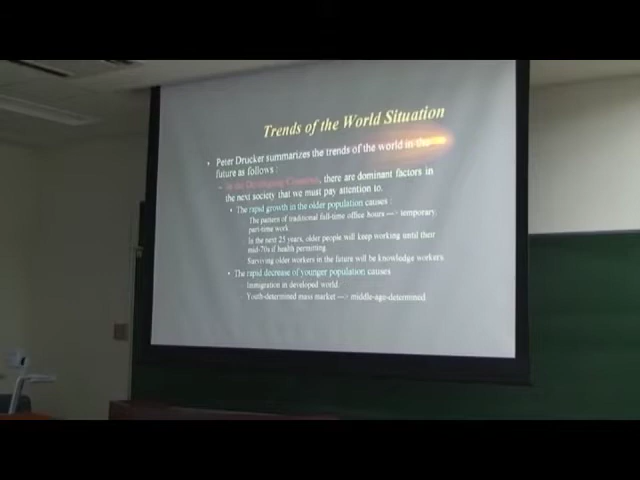 Trends of the World Situation
• Peter Drucker summarizes the trends of the world in the
future as follows :
– In the Developing Countries, there are dominant factors in
the next society that we must pay attention to.
• The rapid growth in the older population causes :
The pattern of traditional full-time office hours —> temporary,
part-time work.
In the next 25 years, older people will keep working until their
mid-70s if health permitting.
Surviving older workers in the future will be knowledge workers
• The rapid decrease of younger population causes
Immigration in developed world.
Youth-determined mass market —> middle-age-determined